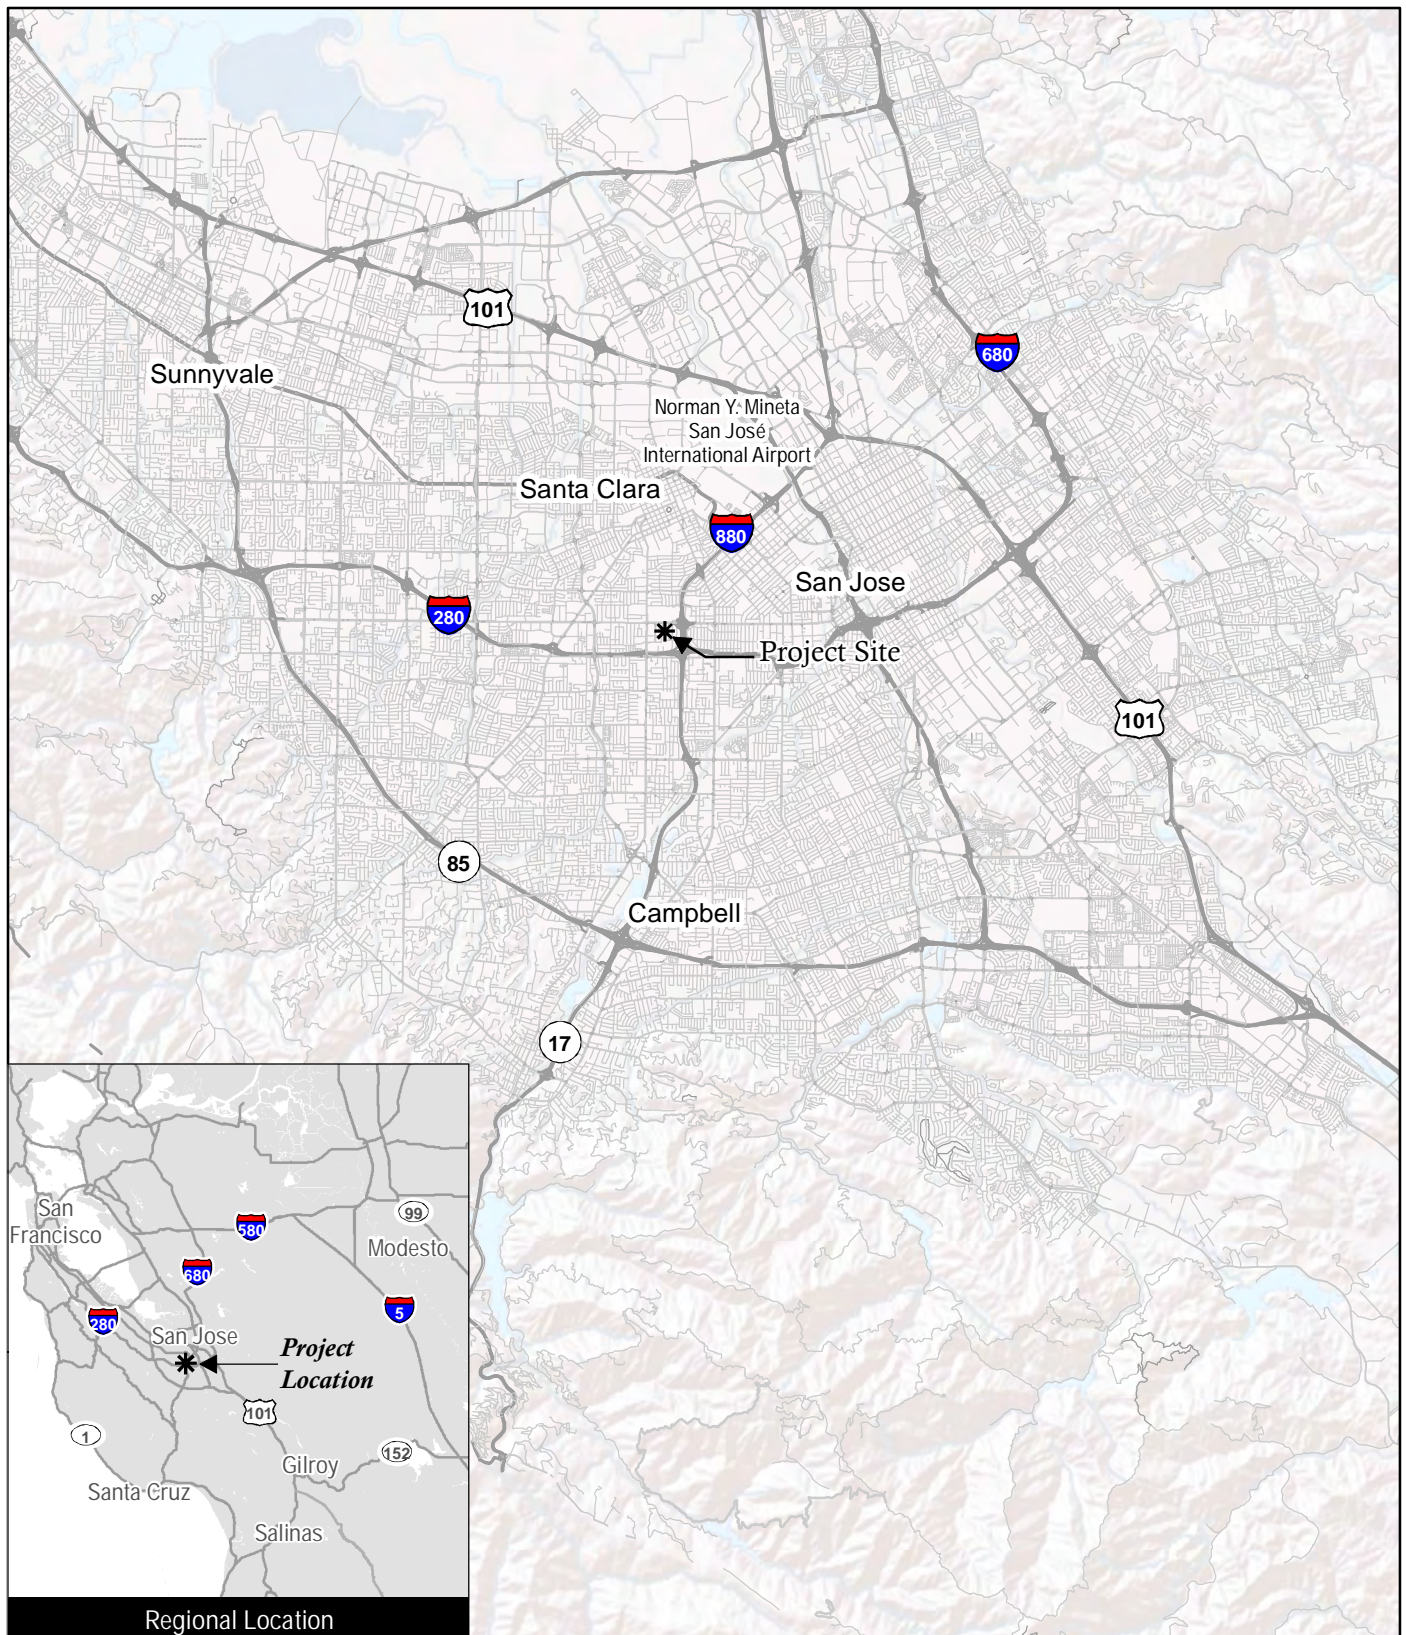 101
680
Sunnyvale
Norman Y. Mineta
San José
International Airport
Santa Clara
880
San Jose
280
Project Site
101
85
Campbell
17
San
Francisco
580
99
Modesto
680
280
5
San Jose
Project
Location
101
1
152
Gilroy
Santa Cruz
Salinas
Regional Location